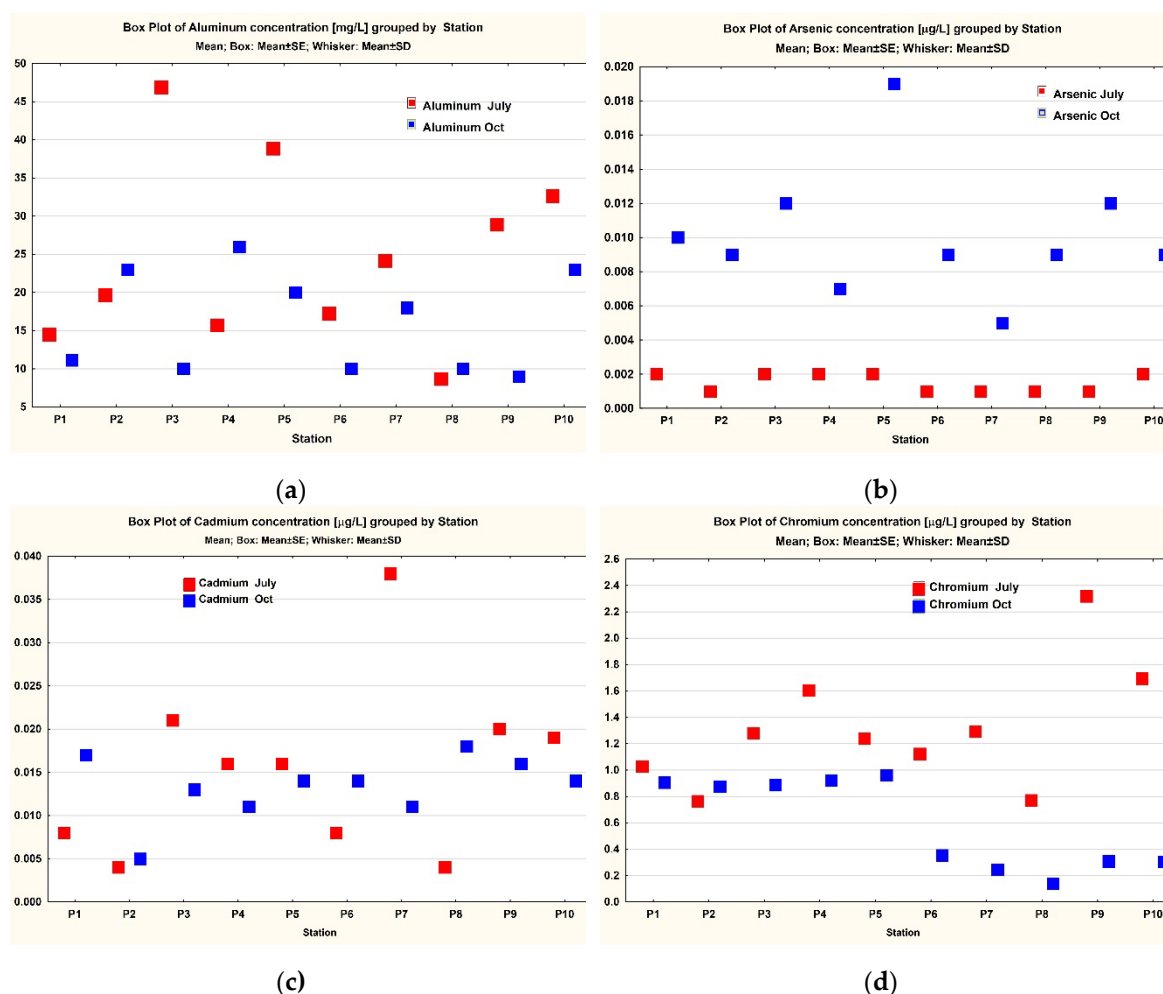 Box Plot of Aluminum concentration [mg/L] grouped by Station
Mean; Box: Mean±SE; Whisker: Mean±SD
50
45
40
35
30
25
20
15
10
5
Aluminum July
Aluminum Oct
P1 P2 P3 P4 P5 P6 P7 P8 P9 P10
Station
(a)
Box Plot of Arsenic concentration [µg/L] grouped by Station
Mean; Box: Mean±SE; Whisker: Mean±SD
0.020
0.018
0.016
0.014
0.012
0.010
0.008
0.006
0.004
0.002
0.000
Arsenic July
Arsenic Oct
P1 P2 P3 P4 P5 P6 P7 P8 P9 P10
Station
(b)
Box Plot of Cadmium concentration [µg/L] grouped by Station
Mean; Box: Mean±SE; Whisker: Mean±SD
0.040
0.035
0.030
0.025
0.020
0.015
0.010
0.005
0.000
Cadmium July
Cadmium Oct
P1 P2 P3 P4 P5 P6 P7 P8 P9 P10
Station
(c)
Box Plot of Chromium concentration [µg/L] grouped by Station
Mean; Box: Mean±SE; Whisker: Mean±SD
2.6
2.4
2.2
2.0
1.8
1.6
1.4
1.2
1.0
0.8
0.6
0.4
0.2
0.0
Chromium July
Chromium Oct
P1 P2 P3 P4 P5 P6 P7 P8 P9 P10
Station
(d)